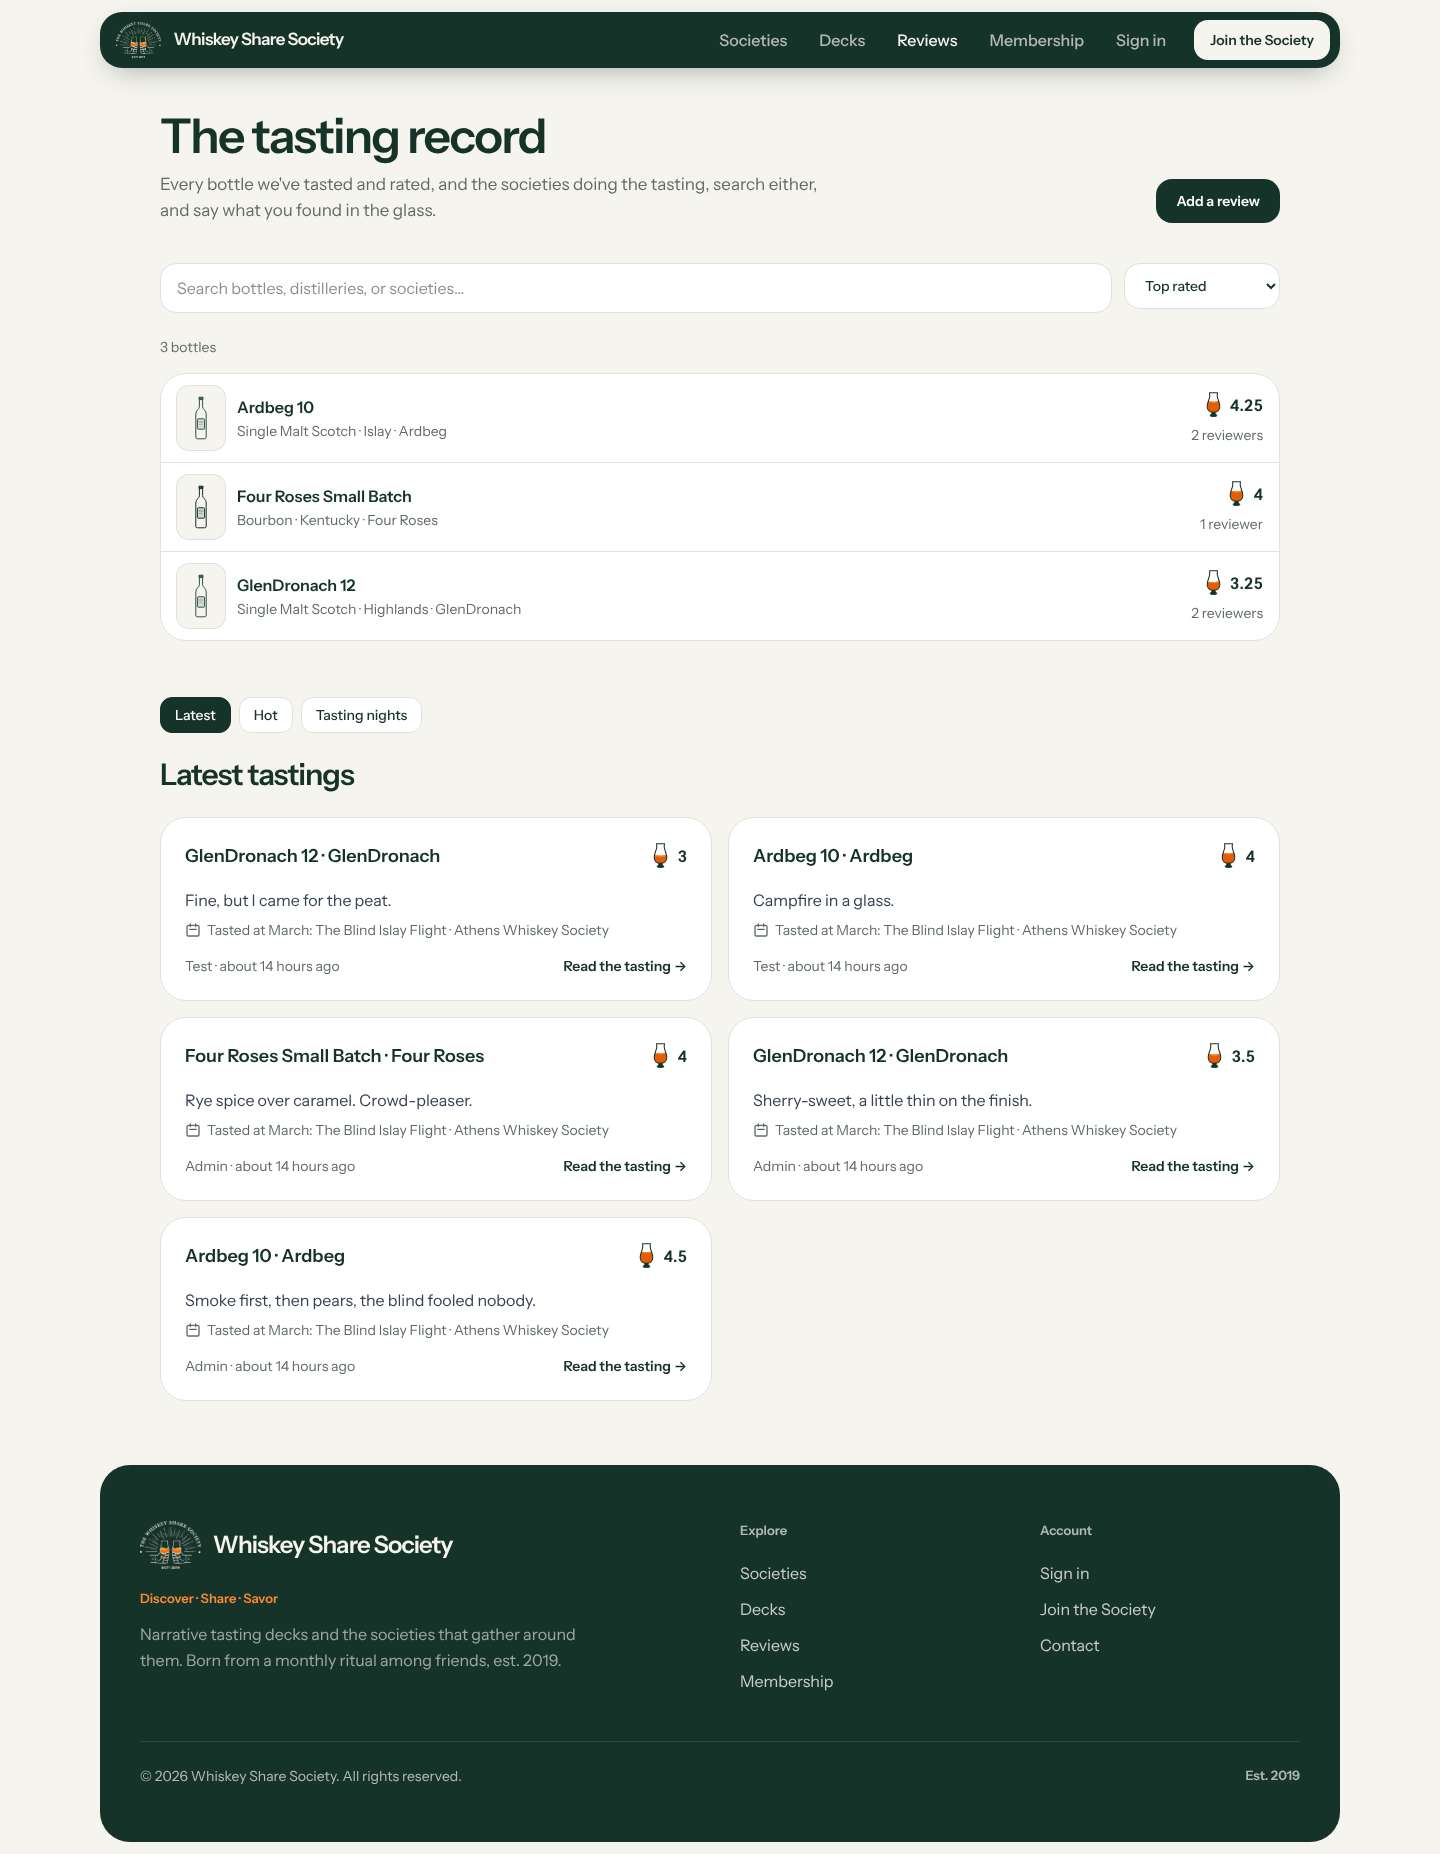 THE WHISKEY SHARE SOCIETY
Whiskey Share Society
Societies
Decks
Reviews
Membership
Sign in
Join the Society
The tasting record
Every bottle we've tasted and rated, and the societies doing the tasting, search either,
and say what you found in the glass.
Add a review
Search bottles, distilleries, or societies...
Top rated
3 bottles
Ardbeg 10
4.25
Single Malt Scotch · Islay · Ardbeg
2 reviewers
Four Roses Small Batch
4
Bourbon · Kentucky · Four Roses
1 reviewer
GlenDronach 12
3.25
Single Malt Scotch · Highlands · GlenDronach
2 reviewers
Latest
Hot
Tasting nights
Latest tastings
GlenDronach 12 · GlenDronach
3
Fine, but I came for the peat.
Tasted at March: The Blind Islay Flight · Athens Whiskey Society
Test · about 14 hours ago
Read the tasting →
Ardbeg 10 · Ardbeg
4
Campfire in a glass.
Tasted at March: The Blind Islay Flight · Athens Whiskey Society
Test · about 14 hours ago
Read the tasting →
Four Roses Small Batch · Four Roses
4
Rye spice over caramel. Crowd-pleaser.
Tasted at March: The Blind Islay Flight · Athens Whiskey Society
Admin · about 14 hours ago
Read the tasting →
GlenDronach 12 · GlenDronach
3.5
Sherry-sweet, a little thin on the finish.
Tasted at March: The Blind Islay Flight · Athens Whiskey Society
Admin · about 14 hours ago
Read the tasting →
Ardbeg 10 · Ardbeg
4.5
Smoke first, then pears, the blind fooled nobody.
Tasted at March: The Blind Islay Flight · Athens Whiskey Society
Admin · about 14 hours ago
Read the tasting →
THE WHISKEY SHARE SOCIETY
Whiskey Share Society
Discover · Share · Savor
Narrative tasting decks and the societies that gather around
them. Born from a monthly ritual among friends, est. 2019.
Explore
Societies
Decks
Reviews
Membership
Account
Sign in
Join the Society
Contact
© 2026 Whiskey Share Society. All rights reserved.
Est. 2019